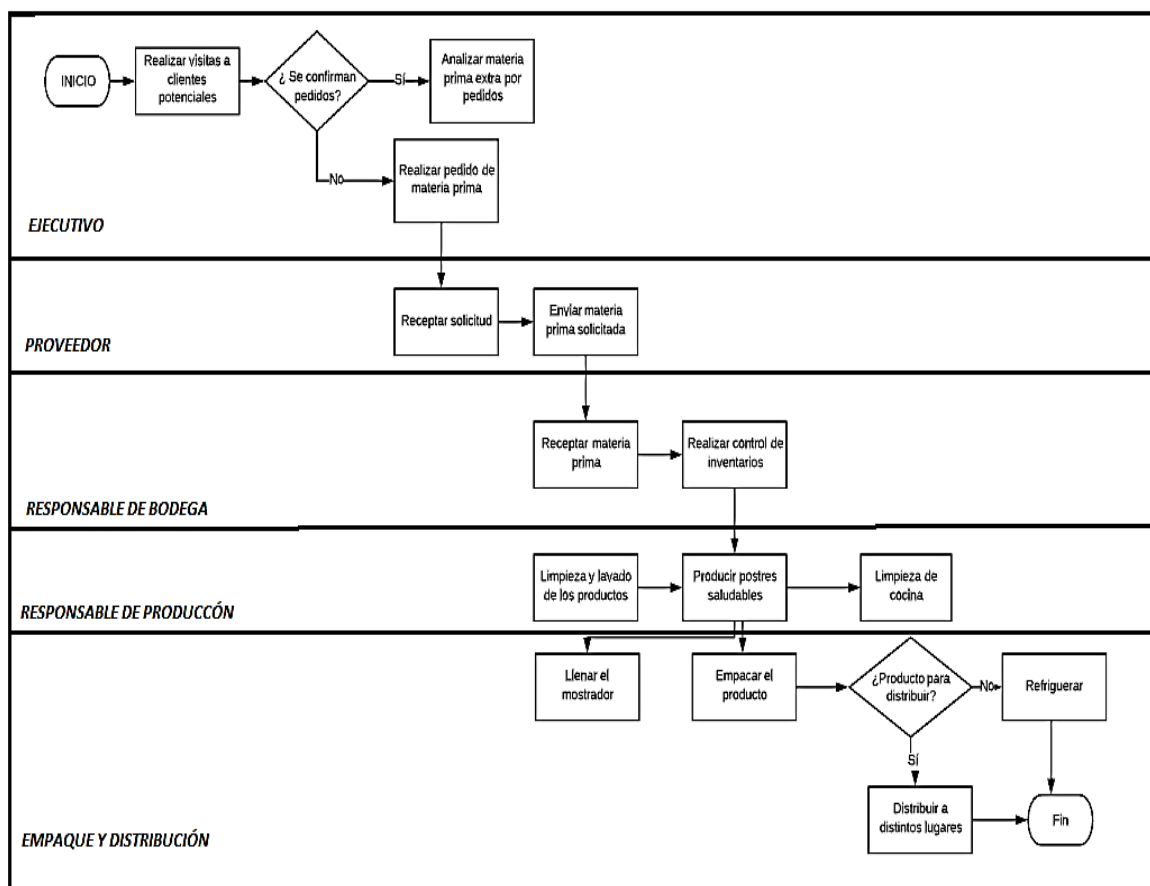 INICIO
Realizar visitas a
clientes
potenciales
¿ Se confirman
pedidos?
Sí
Analizar materia
prima extra por
pedidos
No
Realizar pedido de
materia prima
EJECUTIVO
Receptar solicitud
Enviar materia
prima solicitada
PROVEEDOR
Receptar materia
prima
Realizar control de
inventarios
RESPONSABLE DE BODEGA
Limpieza y lavado
de los productos
Producir postres
saludables
Limpieza de
cocina
RESPONSABLE DE PRODUCCÓN
Llenar el
mostrador
Empacar el
producto
¿Producto para
distribuir?
No
Refriguerar
Sí
Distribuir a
distintos lugares
Fin
EMPAQUE Y DISTRIBUCIÓN